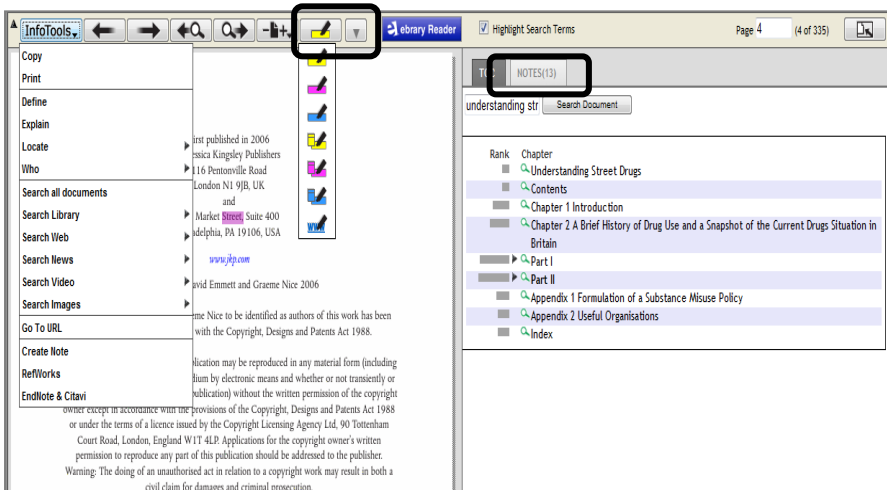 InfoTools
ebrary Reader
Highlight Search Terms
Page 4
(4 of 335)
Copy
Print
Define
Explain
Locate
Who
Search all documents
Search Library
Search Web
Search News
Search Video
Search Images
Go To URL
Create Note
RefWorks
EndNote & Citavi
www
first published in 2006
Jessica Kingsley Publishers
116 Pentonville Road
London N1 9JB, UK
and
Market Street, Suite 400
adelphia, PA 19106, USA
www.jkp.com
David Emmett and Graeme Nice 2006
eme Nice to be identified as authors of this work has been
with the Copyright, Designs and Patents Act 1988.
blication may be reproduced in any material form (including
dium by electronic means and whether or not transiently or
publication) without the written permission of the copyright
owner except in accordance with the provisions of the Copyright, Designs and Patents Act 1988
or under the terms of a licence issued by the Copyright Licensing Agency Ltd, 90 Tottenham
Court Road, London, England W1T 4LP. Applications for the copyright owner's written
permission to reproduce any part of this publication should be addressed to the publisher.
Warning: The doing of an unauthorised act in relation to a copyright work may result in both a
civil claim for damages and criminal prosecution.
TOC
NOTES(13)
understanding str
Search Document
Rank Chapter
Understanding Street Drugs
Contents
Chapter 1 Introduction
Chapter 2 A Brief History of Drug Use and a Snapshot of the Current Drugs Situation in
Britain
Part I
Part II
Appendix 1 Formulation of a Substance Misuse Policy
Appendix 2 Useful Organisations
Index